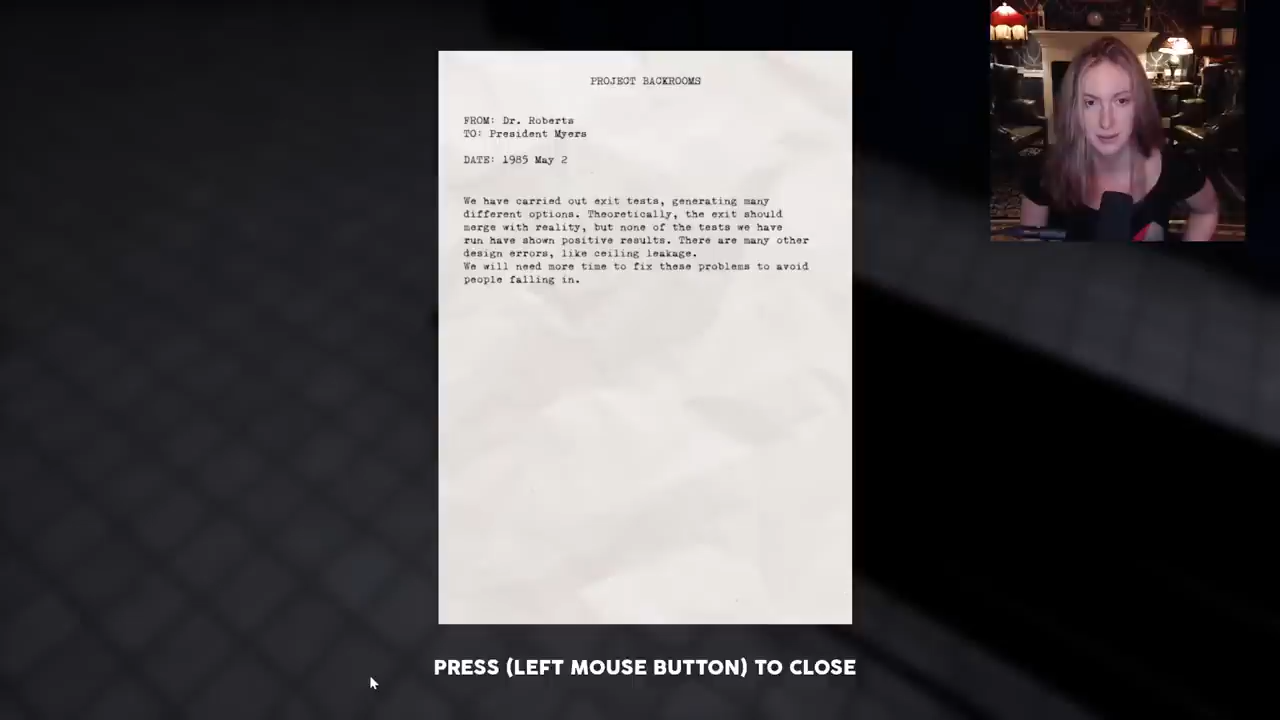 PROJECT BACKROOMS
FROM: Dr. Roberts
TO: President Myers
DATE: 1985 May 2
We have carried out exit tests, generating many
different options. Theoretically, the exit should
merge with reality, but none of the tests we have
run have shown positive results. There are many other
design errors, like ceiling leakage.
We will need more time to fix these problems to avoid
people falling in.
PRESS (LEFT MOUSE BUTTON) TO CLOSE